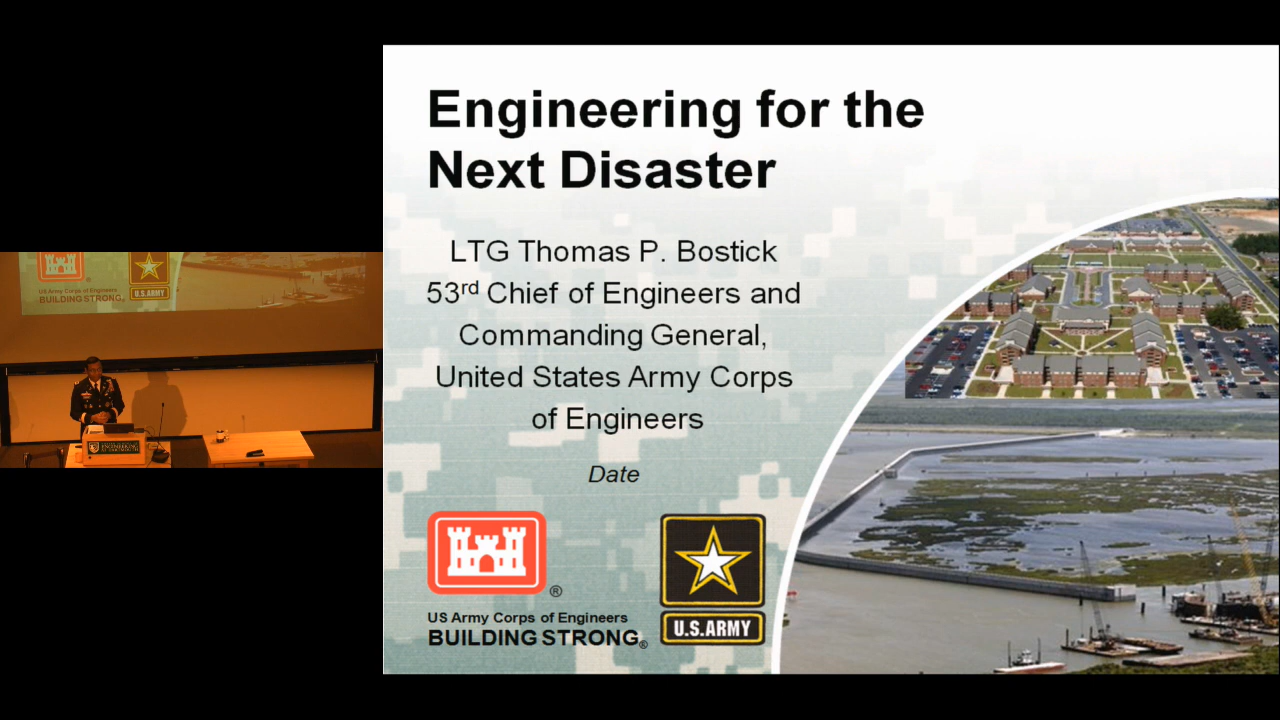 Engineering for the
Next Disaster
LTG Thomas P. Bostick
53rd Chief of Engineers and
Commanding General,
United States Army Corps
of Engineers
Date
®
US Army Corps of Engineers
BUILDING STRONG®
U.S.ARMY
®
US Army Corps of Engineers
BUILDING STRONG®
U.S.ARMY
ENGINEERING